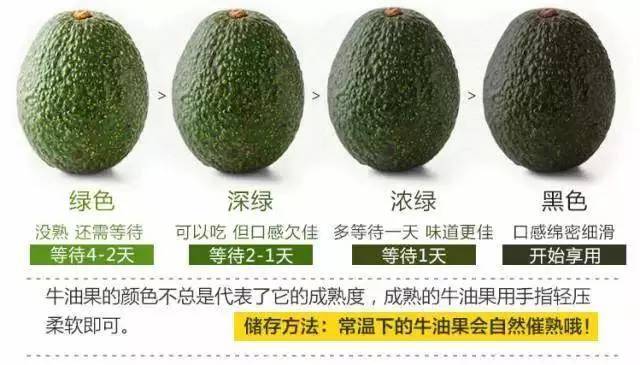 > > >
绿色 深绿 浓绿 黑色
没熟 还需等待 可以吃 但口感欠佳 多等待一天 味道更佳 口感绵密细滑
等待4-2天 等待2-1天 等待1天 开始享用
牛油果的颜色不总是代表了它的成熟度，成熟的牛油果用手指轻压
柔软即可。 储存方法：常温下的牛油果会自然催熟哦！